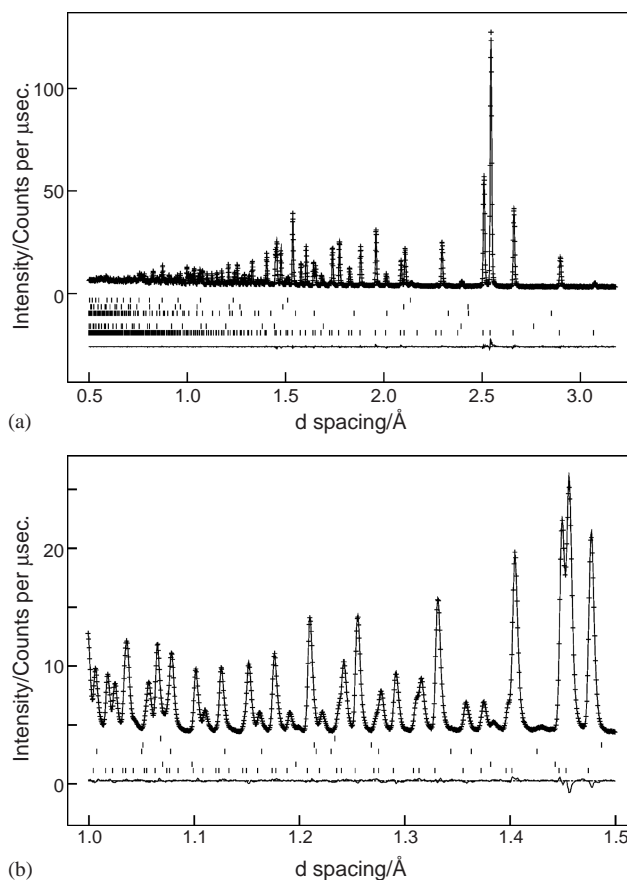 (a)
Intensity/Counts per μsec.
100
50
0
0.5 1.0 1.5 2.0 2.5 3.0
d spacing/Å
(b)
Intensity/Counts per μsec.
20
10
0
1.0 1.1 1.2 1.3 1.4 1.5
d spacing/Å